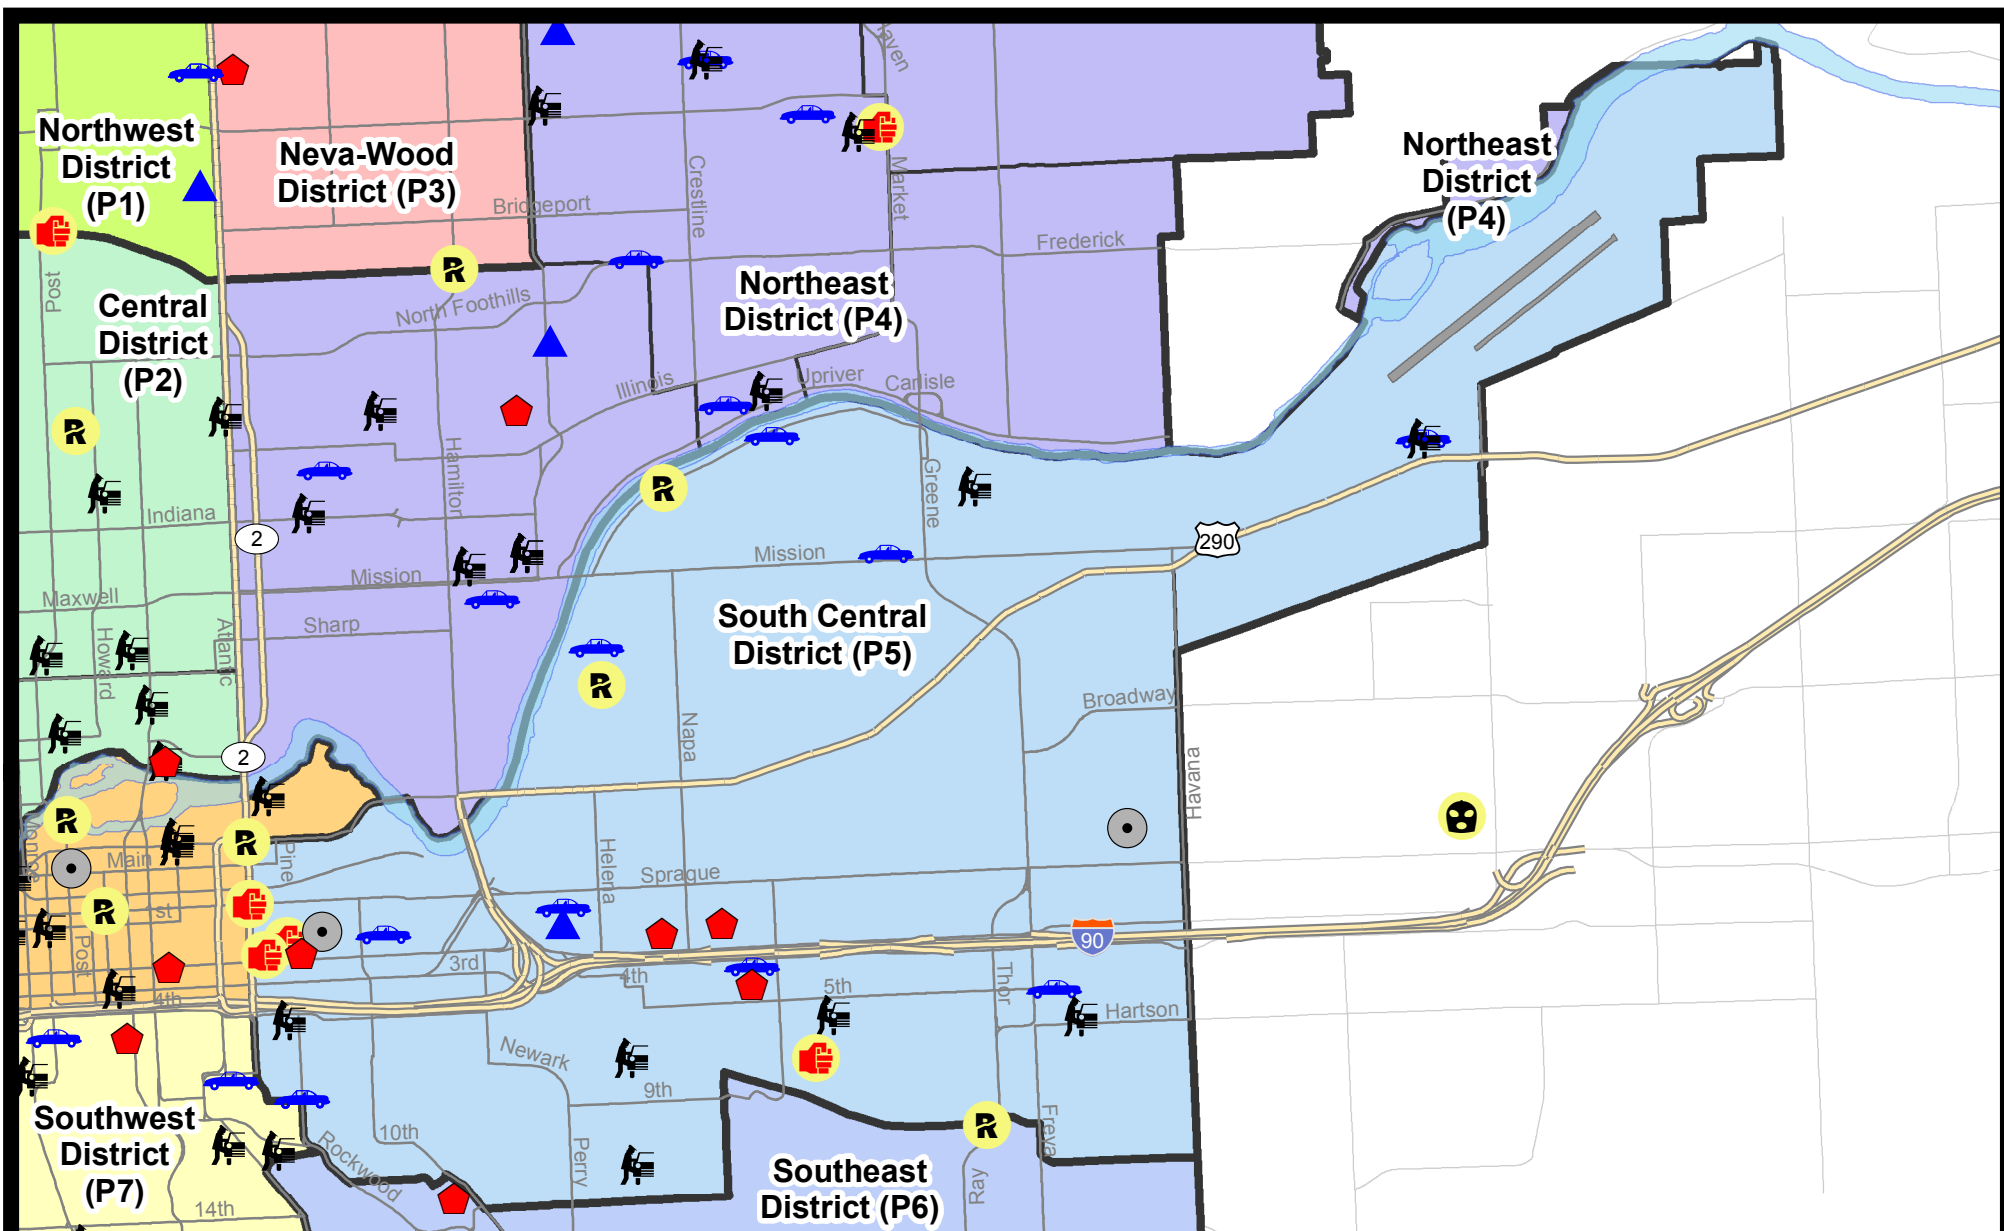 Northwest
District
(P1)
Neva-Wood
District (P3)
Northeast
District
(P4)
Crestline
Market
Bridgeport
Frederick
Post
Central
District
(P2)
North Foothills
Northeast
District (P4)
Illinois
Upriver
Carlisle
Hamilton
Greene
Indiana
2
290
Mission
Mission
Maxwell
Howard
Atlantic
Sharp
South Central
District (P5)
Broadway
Napa
2
Havana
Main
Pine
Helena
Sprague
1st
Post
3rd
4th
90
4th
5th
Thor
Hartson
Newark
9th
Southwest
District
(P7)
10th
Rockwood
Perry
Freya
Southeast
District (P6)
Ray
14th
R
R
R
R
R
R
R
R